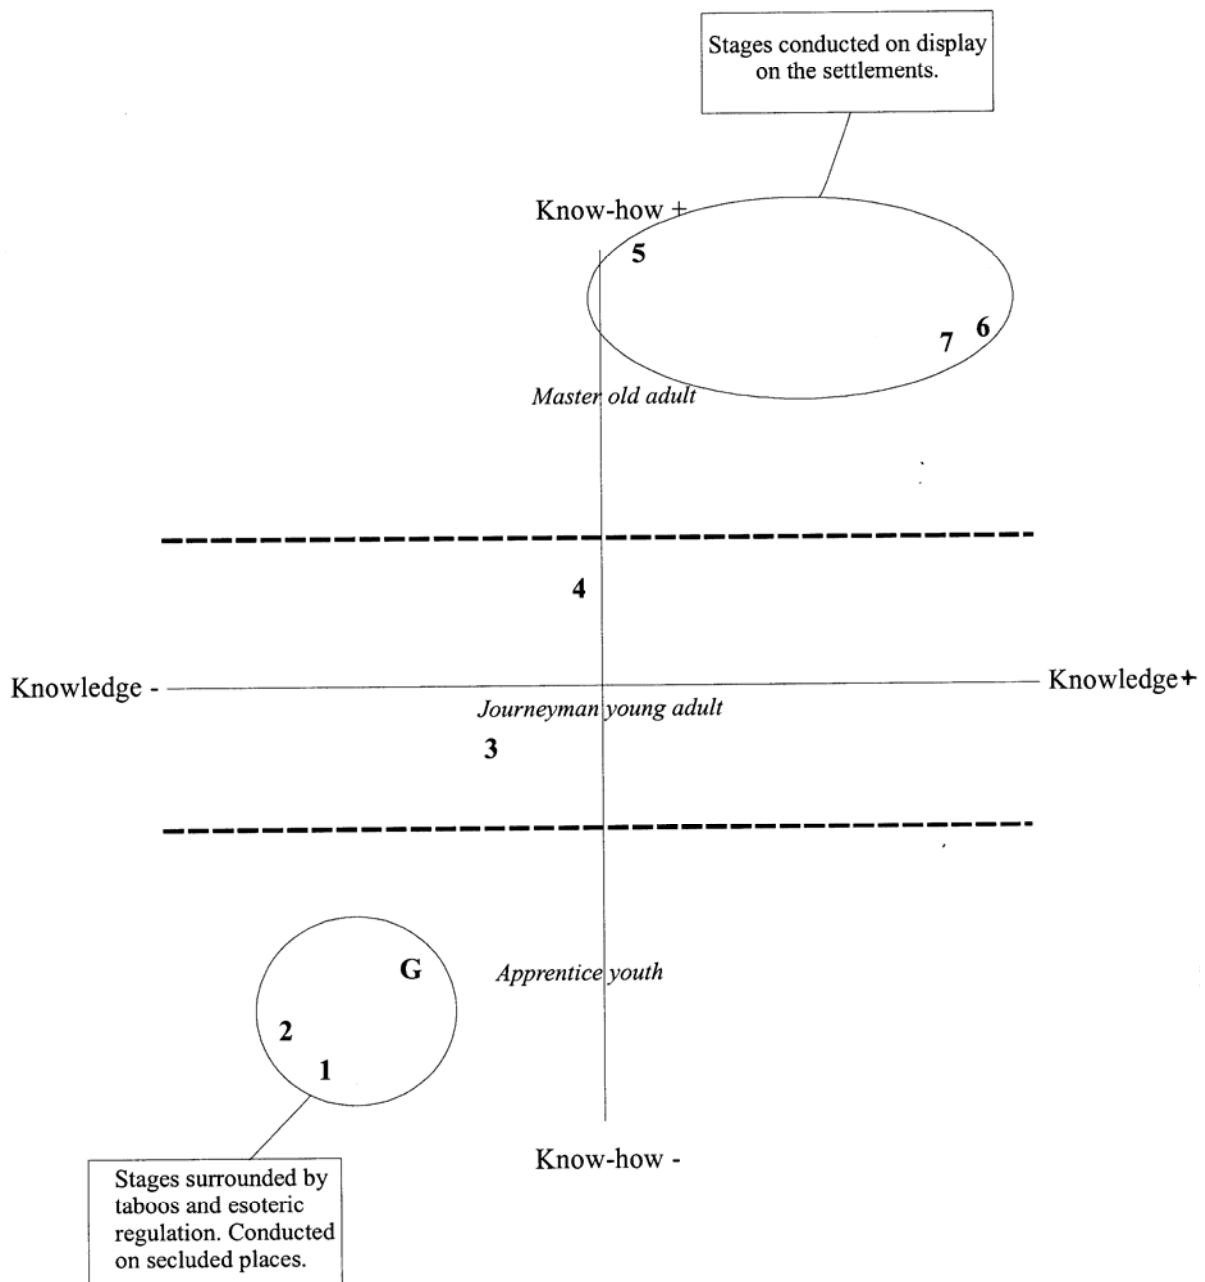 Stages conducted on display
on the settlements.
Know-how +
5
6
7
Master old adult
4
Knowledge -
Knowledge+
Journeyman young adult
3
G
Apprentice youth
2
1
Know-how -
Stages surrounded by
taboos and esoteric
regulation. Conducted
on secluded places.